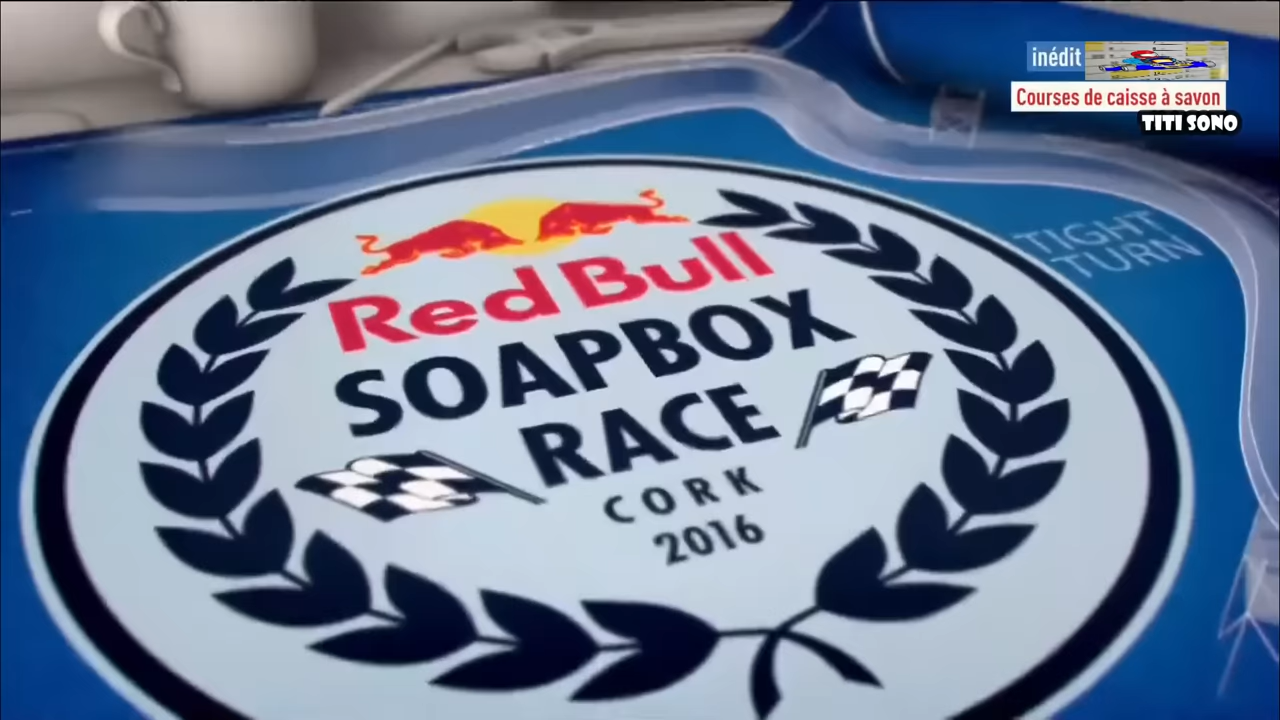 inédit
Courses de caisse à savon
TITI SONO
TIGHT
TURN
Red Bull
SOAPBOX
RACE
CORK
2016